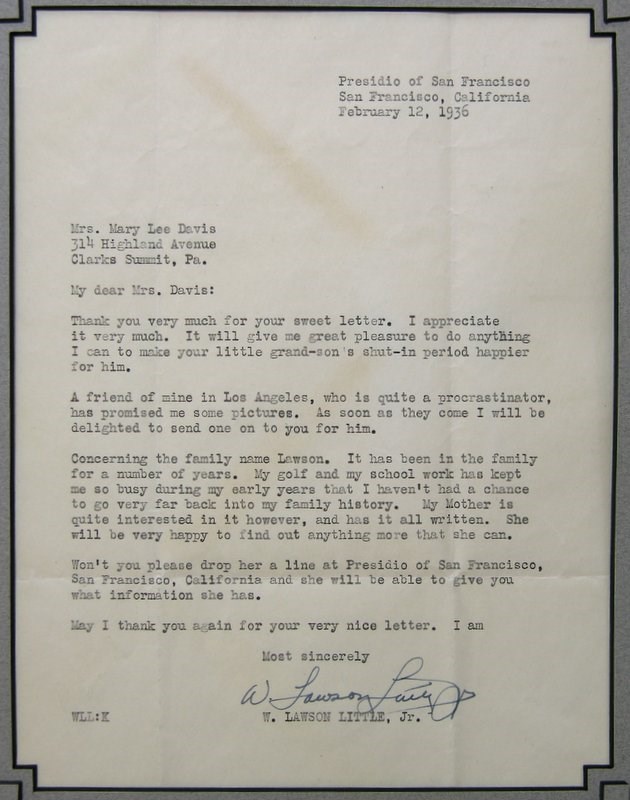 Presidio of San Francisco
San Francisco, California
February 12, 1936
Mrs. Mary Lee Davis
314 Highland Avenue
Clarks Summit, Pa.
My dear Mrs. Davis:
Thank you very much for your sweet letter. I appreciate
it very much. It will give me great pleasure to do anything
I can to make your little grand-son's shut-in period happier
for him.
A friend of mine in Los Angeles, who is quite a procrastinator,
has promised me some pictures. As soon as they come I will be
delighted to send one on to you for him.
Concerning the family name Lawson. It has been in the family
for a number of years. My golf and my school work has kept
me so busy during my early years that I haven't had a chance
to go very far back into my family history. My Mother is
quite interested in it however, and has it all written. She
will be very happy to find out anything more that she can.
Won't you please drop her a line at Presidio of San Francisco,
San Francisco, California and she will be able to give you
what information she has.
May I thank you again for your very nice letter. I am
Most sincerely
W. Lawson Little Jr
WLL:K W. LAWSON LITTLE, Jr.